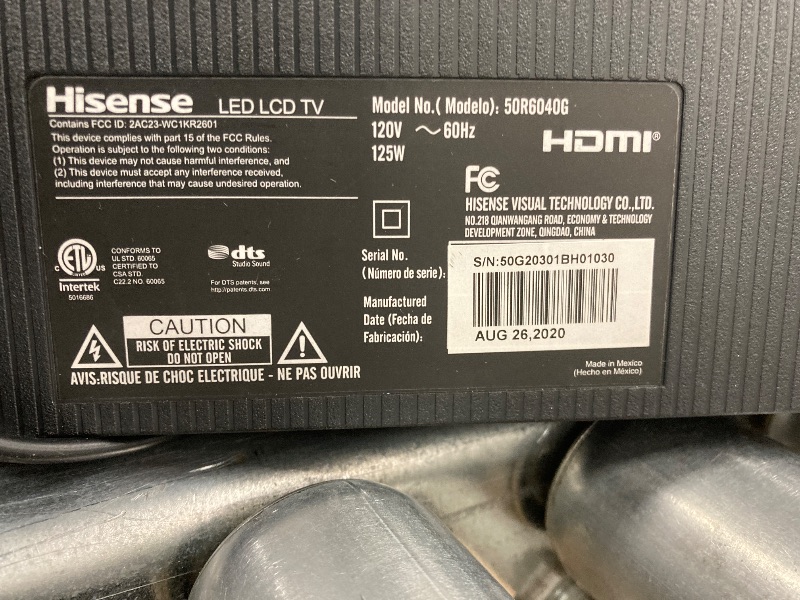 Hisense LED LCD TV
Contains FCC ID: 2AC23-WC1KR2601
This device complies with part 15 of the FCC Rules.
Operation is subject to the following two conditions:
(1) This device may not cause harmful interference, and
(2) This device must accept any interference received,
including interference that may cause undesired operation.
Model No.( Modelo): 50R6040G
120V ~60Hz
125W
HDMI®
FC
HISENSE VISUAL TECHNOLOGY CO.,LTD.
NO.218 QIANWANGANG ROAD, ECONOMY & TECHNOLOGY
DEVELOPMENT ZONE, QINGDAO, CHINA
C ETL US
Intertek
5016686
CONFORMS TO
UL STD. 60065
CERTIFIED TO
CSA STD.
C22.2 NO. 60065
dts
Studio Sound
For DTS patents, see
http://patents.dts.com
Serial No.
(Número de serie):
S/N:50G20301BH01030
Manufactured
Date (Fecha de
Fabricación):
AUG 26,2020
CAUTION
RISK OF ELECTRIC SHOCK
DO NOT OPEN
AVIS:RISQUE DE CHOC ELECTRIQUE - NE PAS OUVRIR
Made in Mexico
(Hecho en México)